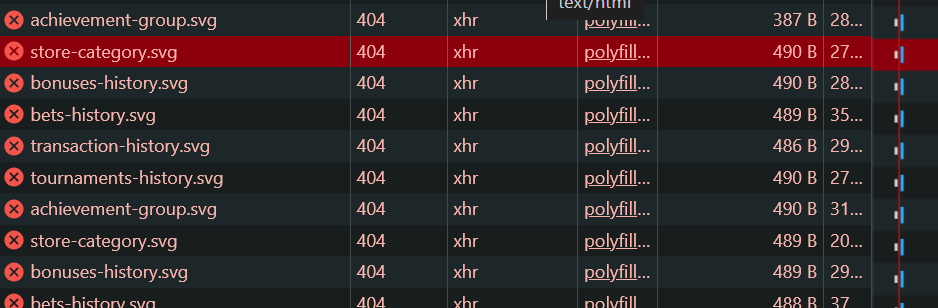 text/html
achievement-group.svg 404 xhr polyfill... 387 B 28...
store-category.svg 404 xhr polyfill... 490 B 27...
bonuses-history.svg 404 xhr polyfill... 490 B 28...
bets-history.svg 404 xhr polyfill... 489 B 35...
transaction-history.svg 404 xhr polyfill... 486 B 29...
tournaments-history.svg 404 xhr polyfill... 490 B 27...
achievement-group.svg 404 xhr polyfill... 490 B 31...
store-category.svg 404 xhr polyfill... 489 B 20...
bonuses-history.svg 404 xhr polyfill... 489 B 29...
bets-history.svg 404 xhr polyfill... 488 B 37...